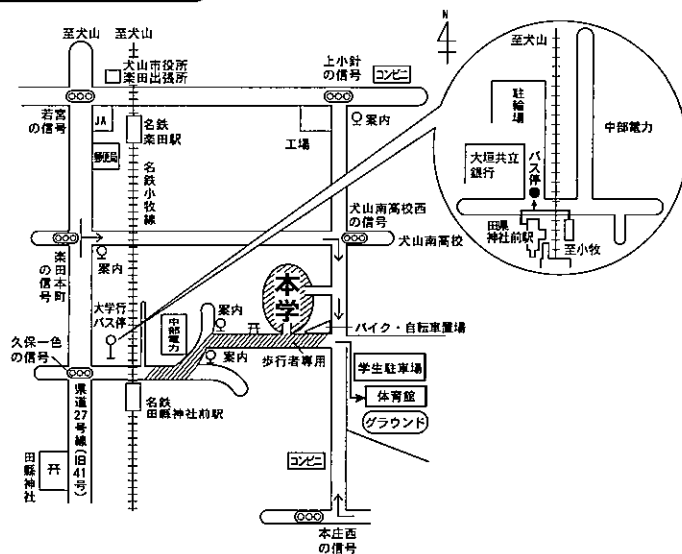 至犬山
至犬山
犬山市役所
楽田出張所
上小針
の信号
コンビニ
N
至犬山
若宮
の信号
JA
名鉄
楽田駅
工場
案内
駐輪場
中部電力
郵便局
名鉄小牧線
大垣共立
銀行
バス停
犬山南高校西
の信号
犬山南高校
田県
神社前駅
至小牧
楽田本町
の信号
案内
大学行
バス停
本学
中部電力
案内
バイク・自転車置場
久保一色
の信号
案内
歩行者専用
学生駐車場
体育館
グラウンド
県道27号線(旧41号)
名鉄
田縣神社前駅
田縣神社
コンビニ
本庄西
の信号